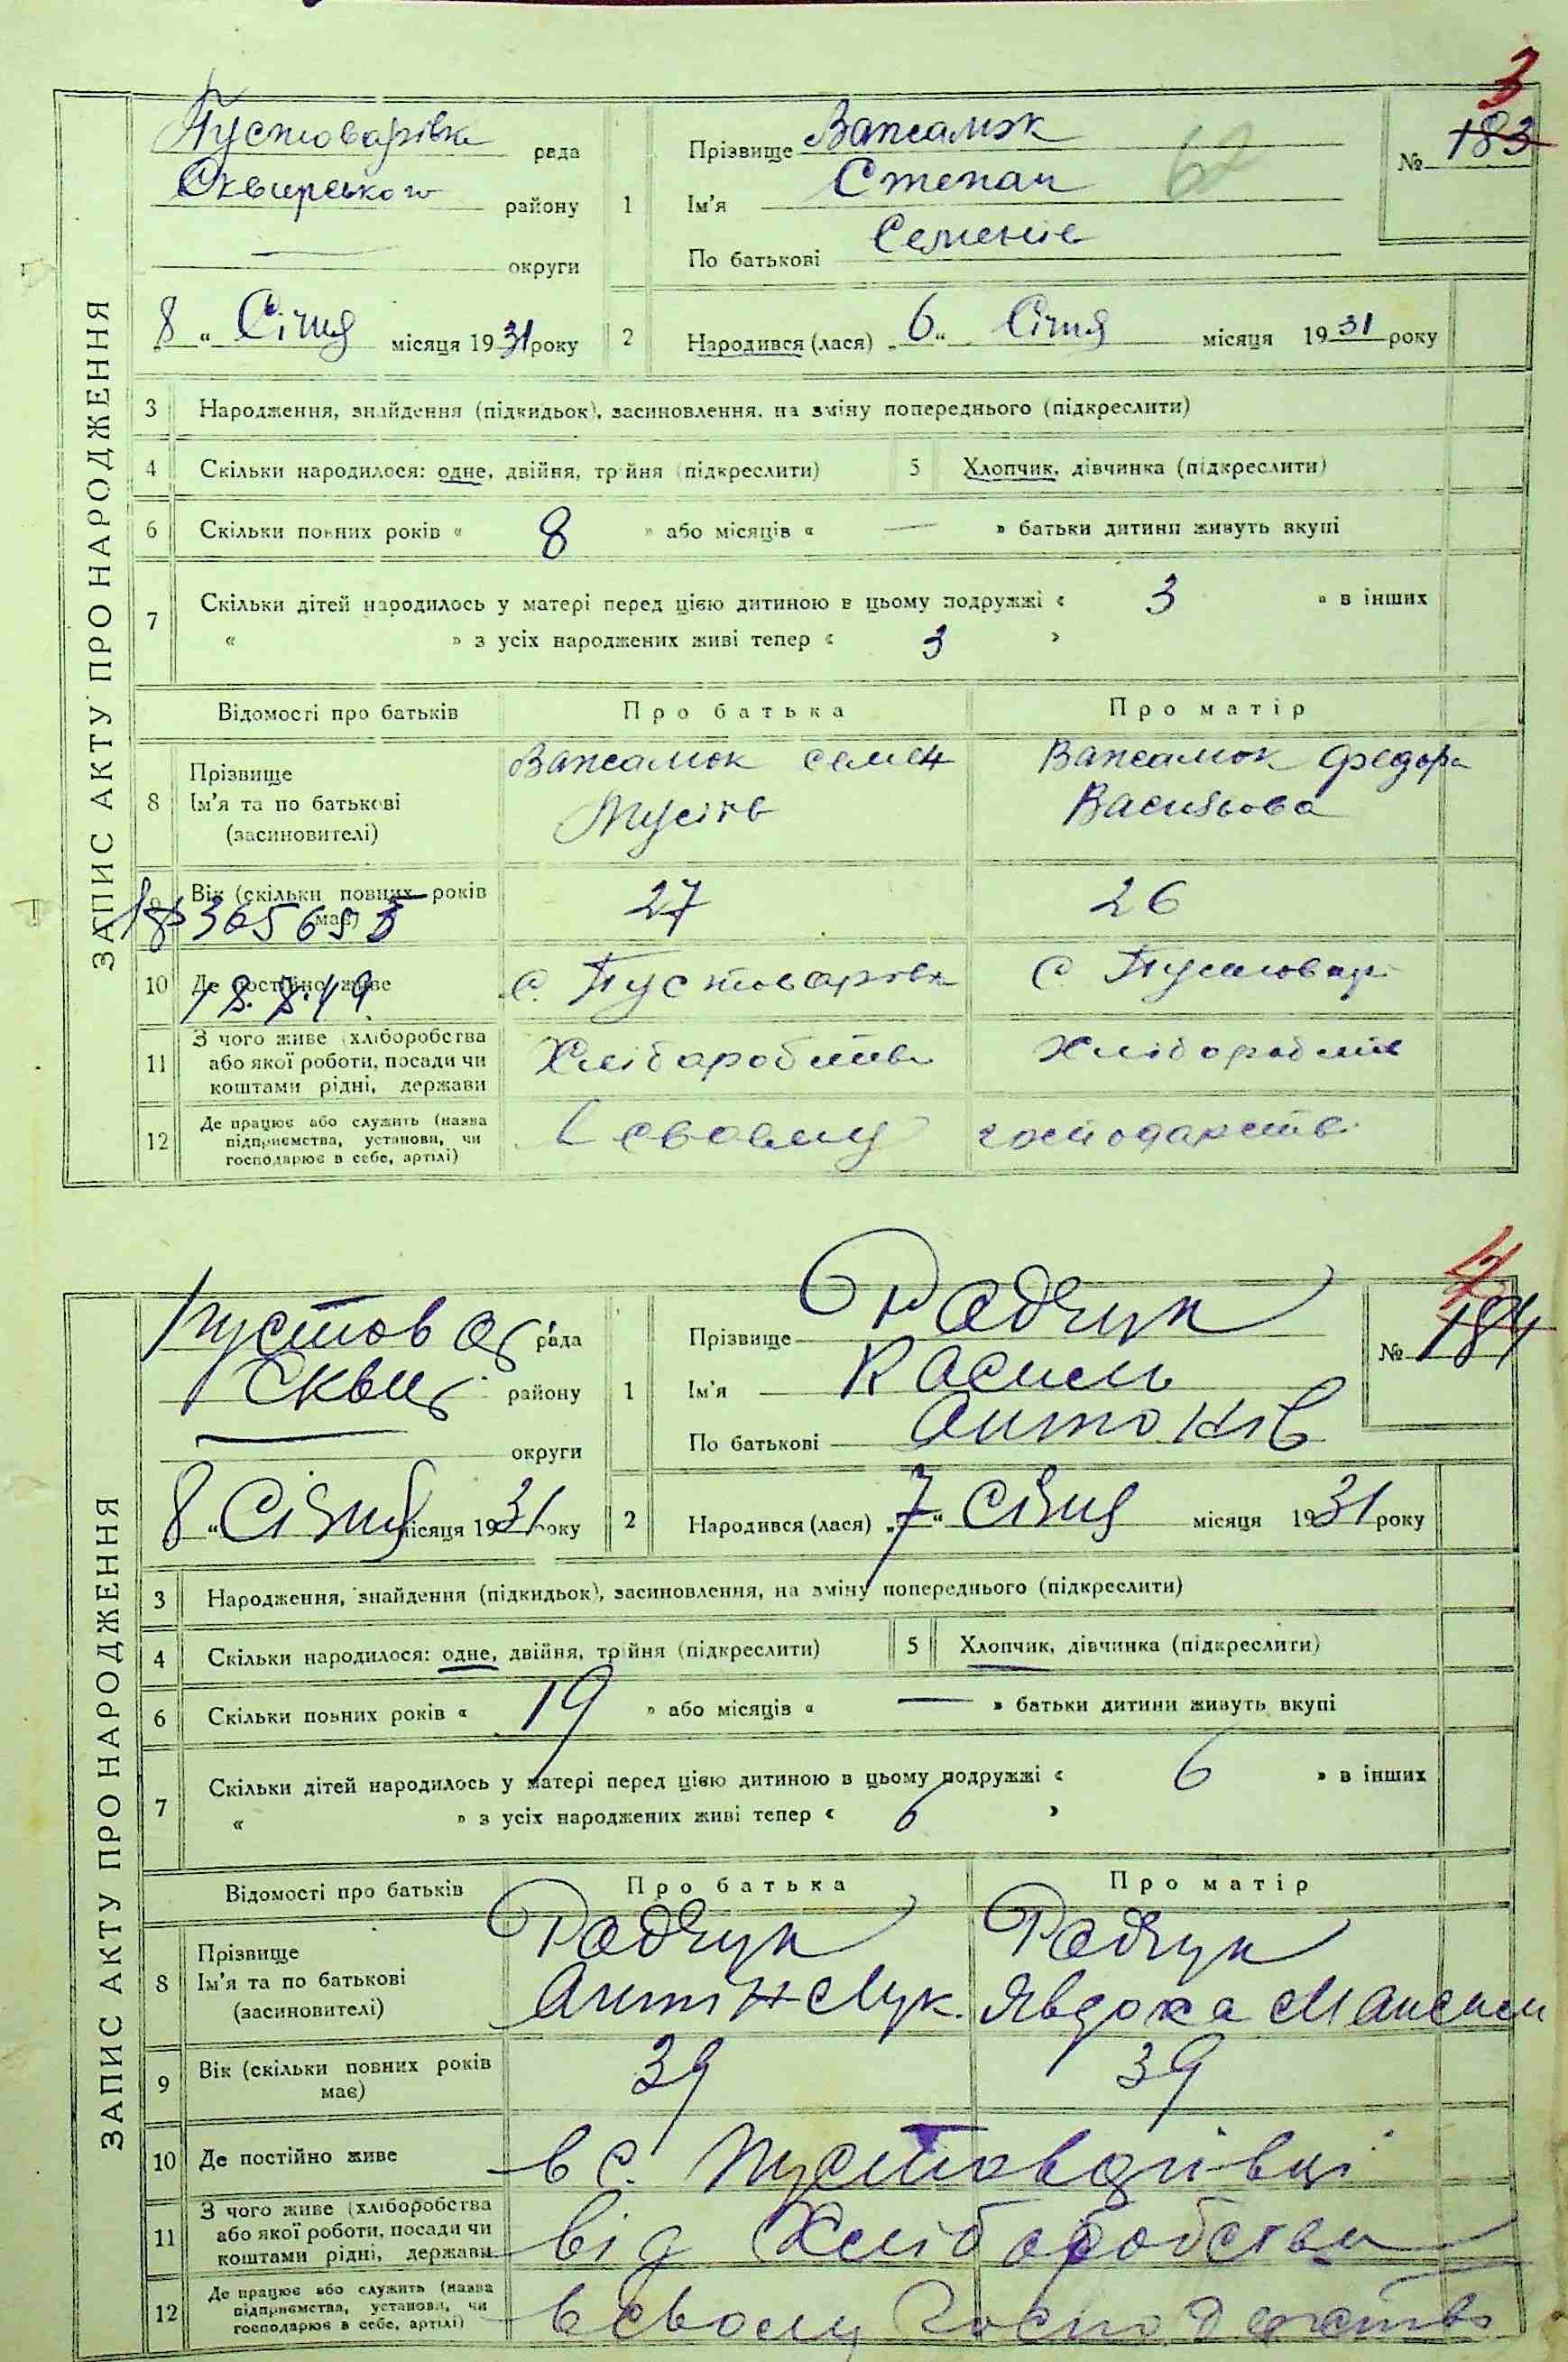 ЗАПИС АКТУ ПРО НАРОДЖЕННЯ
3
Пустоварівка рада
Сквирського району
— округи
8 „ Січня місяця 1931 року
1 Прізвище Вапсамюк
Ім'я Степан
По батькові Семенів
62
№ 183
2 Народився (лася) „ 6 “ Січня місяця 1931 року
3 Народження, знайдення (підкидьок), засиновлення, на зміну попереднього (підкреслити)
4 Скільки народилося: одне, двійня, трійня (підкреслити) 5 Хлопчик, дівчинка (підкреслити)
6 Скільки повних років « 8 » або місяців « — » батьки дитини живуть вкупі
7 Скільки дітей народилось у матері перед цією дитиною в цьому подружжі « 3 » в інших
« » з усіх народжених живі тепер « 3 »
Відомості про батьків Про батька Про матір
8 Прізвище
Ім'я та по батькові
(засиновителі)
Вапсамюк Семен
Мусіїв
Вапсамюк Федора
Васильова
9 Вік (скільки повних років
має) 27 26
365653
10 Де постійно живе с. Пустоварівка с. Пустоварі
11 З чого живе (хліборобства
або якої роботи, посади чи
коштами рідні, держави
Хліборобства Хліборобств
12 Де працює або служить (назва
підприємства, установи, чи
господарює в себе, артілі)
своєму господарстві
ЗАПИС АКТУ ПРО НАРОДЖЕННЯ
4
Пустовар рада
Сквир району
— округи
8 „ Січня місяця 1931 року
1 Прізвище Радчук
Ім'я Василь
По батькові Антонів
№ 184
2 Народився (лася) „ 7 “ Січня місяця 1931 року
3 Народження, знайдення (підкидьок), засиновлення, на зміну попереднього (підкреслити)
4 Скільки народилося: одне, двійня, трійня (підкреслити) 5 Хлопчик, дівчинка (підкреслити)
6 Скільки повних років « 19 » або місяців « — » батьки дитини живуть вкупі
7 Скільки дітей народилось у матері перед цією дитиною в цьому подружжі « 6 » в інших
« » з усіх народжених живі тепер « 6 »
Відомості про батьків Про батька Про матір
8 Прізвище
Ім'я та по батькові
(засиновителі)
Радчук
Антін Лук.
Радчук
Явдоха Максим
9 Вік (скільки повних років
має) 39 39
10 Де постійно живе в с. Пустоварівці
11 З чого живе (хліборобства
або якої роботи, посади чи
коштами рідні, держави
від Хліборобства
12 Де працює або служить (назва
підприємства, установи, чи
господарює в себе, артілі)
в своєму господарстві